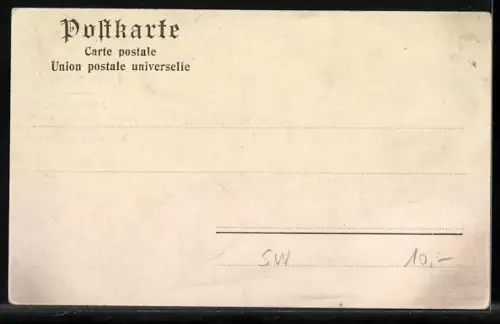 Postkarte
Carte postale
Union postale universelle
SW 10,-